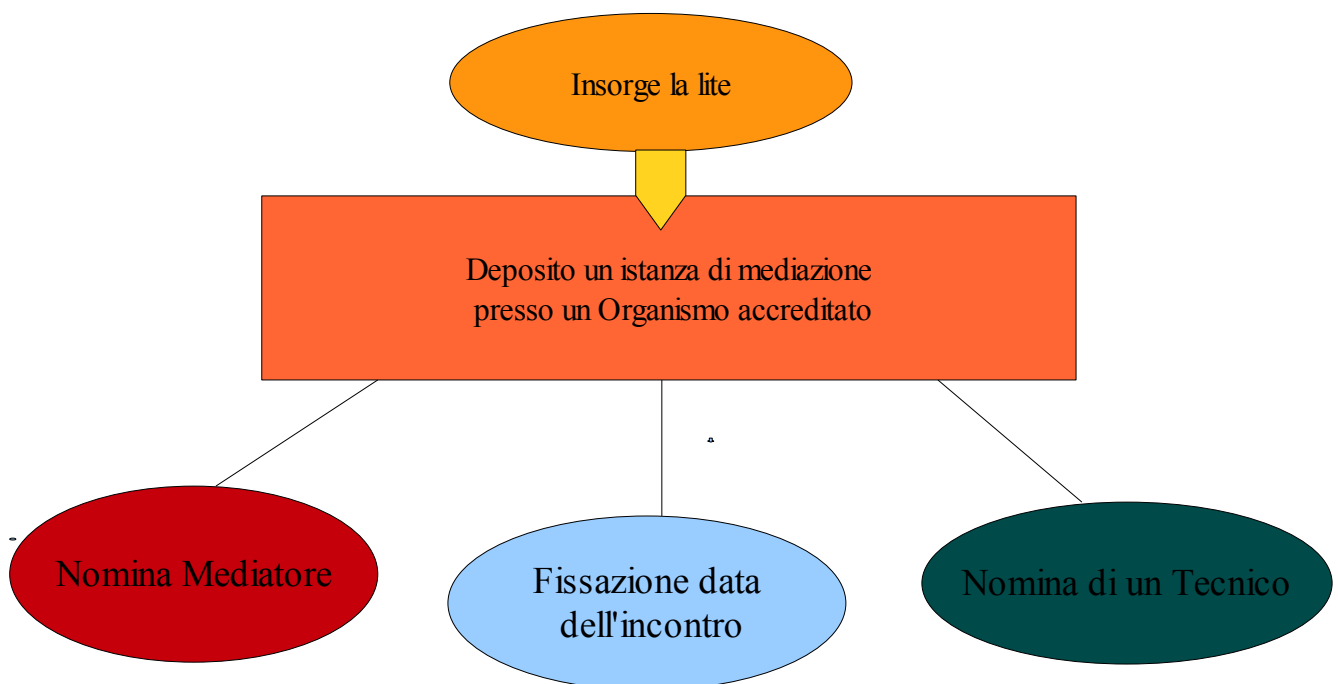 Insorge la lite
Deposito un istanza di mediazione
presso un Organismo accreditato
Nomina Mediatore
Fissazione data
dell'incontro
Nomina di un Tecnico